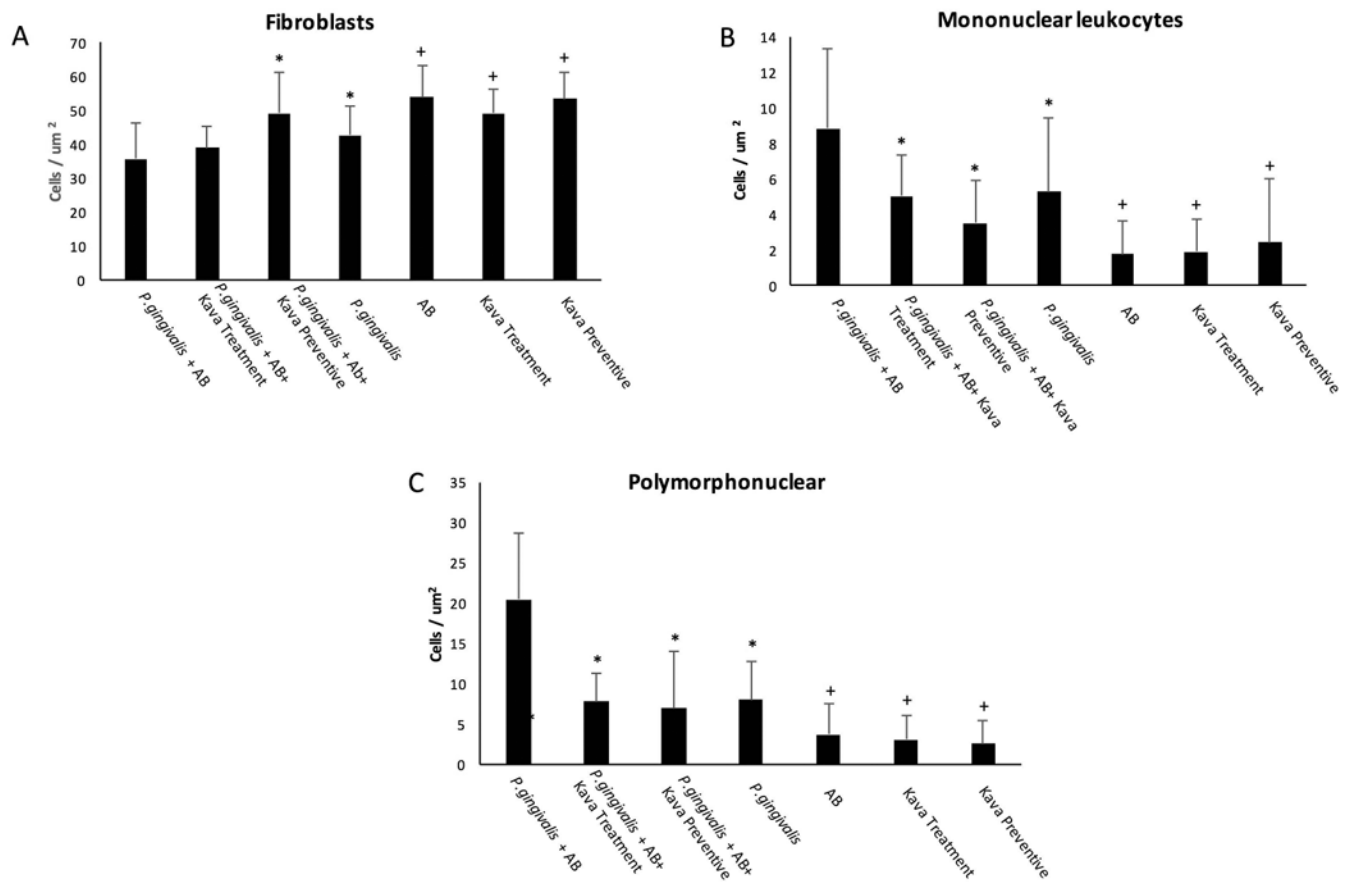 A
Fibroblasts
Cells / um 2
70
60
50
40
30
20
10
0
*
*
+
+
+
P.gingivalis + AB
P.gingivalis + AB+
Kava Treatment
P.gingivalis + Ab+
Kava Preventive
P.gingivalis
AB
Kava Treatment
Kava Preventive
B
Mononuclear leukocytes
Cells / um 2
14
12
10
8
6
4
2
0
*
*
*
+
+
+
P.gingivalis + AB
P.gingivalis + AB+ Kava
Treatment
P.gingivalis + AB+ Kava
Preventive
P.gingivalis
AB
Kava Treatment
Kava Preventive
C
Polymorphonuclear
Cells / um2
35
30
25
20
15
10
5
0
*
*
*
*
+
+
+
P.gingivalis + AB
P.gingivalis + AB+
Kava Treatment
P.gingivalis + AB+
Kava Preventive
P.gingivalis
AB
Kava Treatment
Kava Preventive